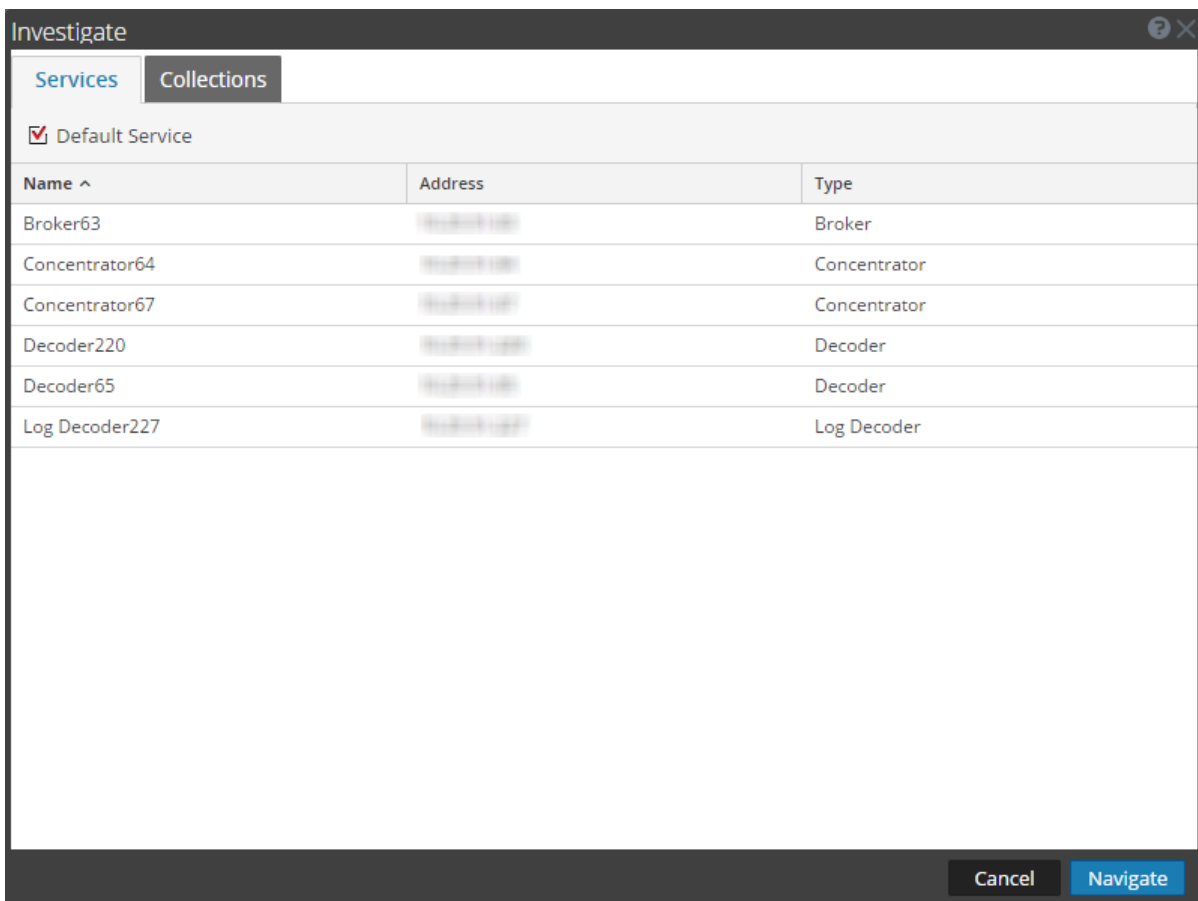 Investigate
Services Collections
Default Service
Name Address Type
Broker63 Broker
Concentrator64 Concentrator
Concentrator67 Concentrator
Decoder220 Decoder
Decoder65 Decoder
Log Decoder227 Log Decoder
Cancel Navigate